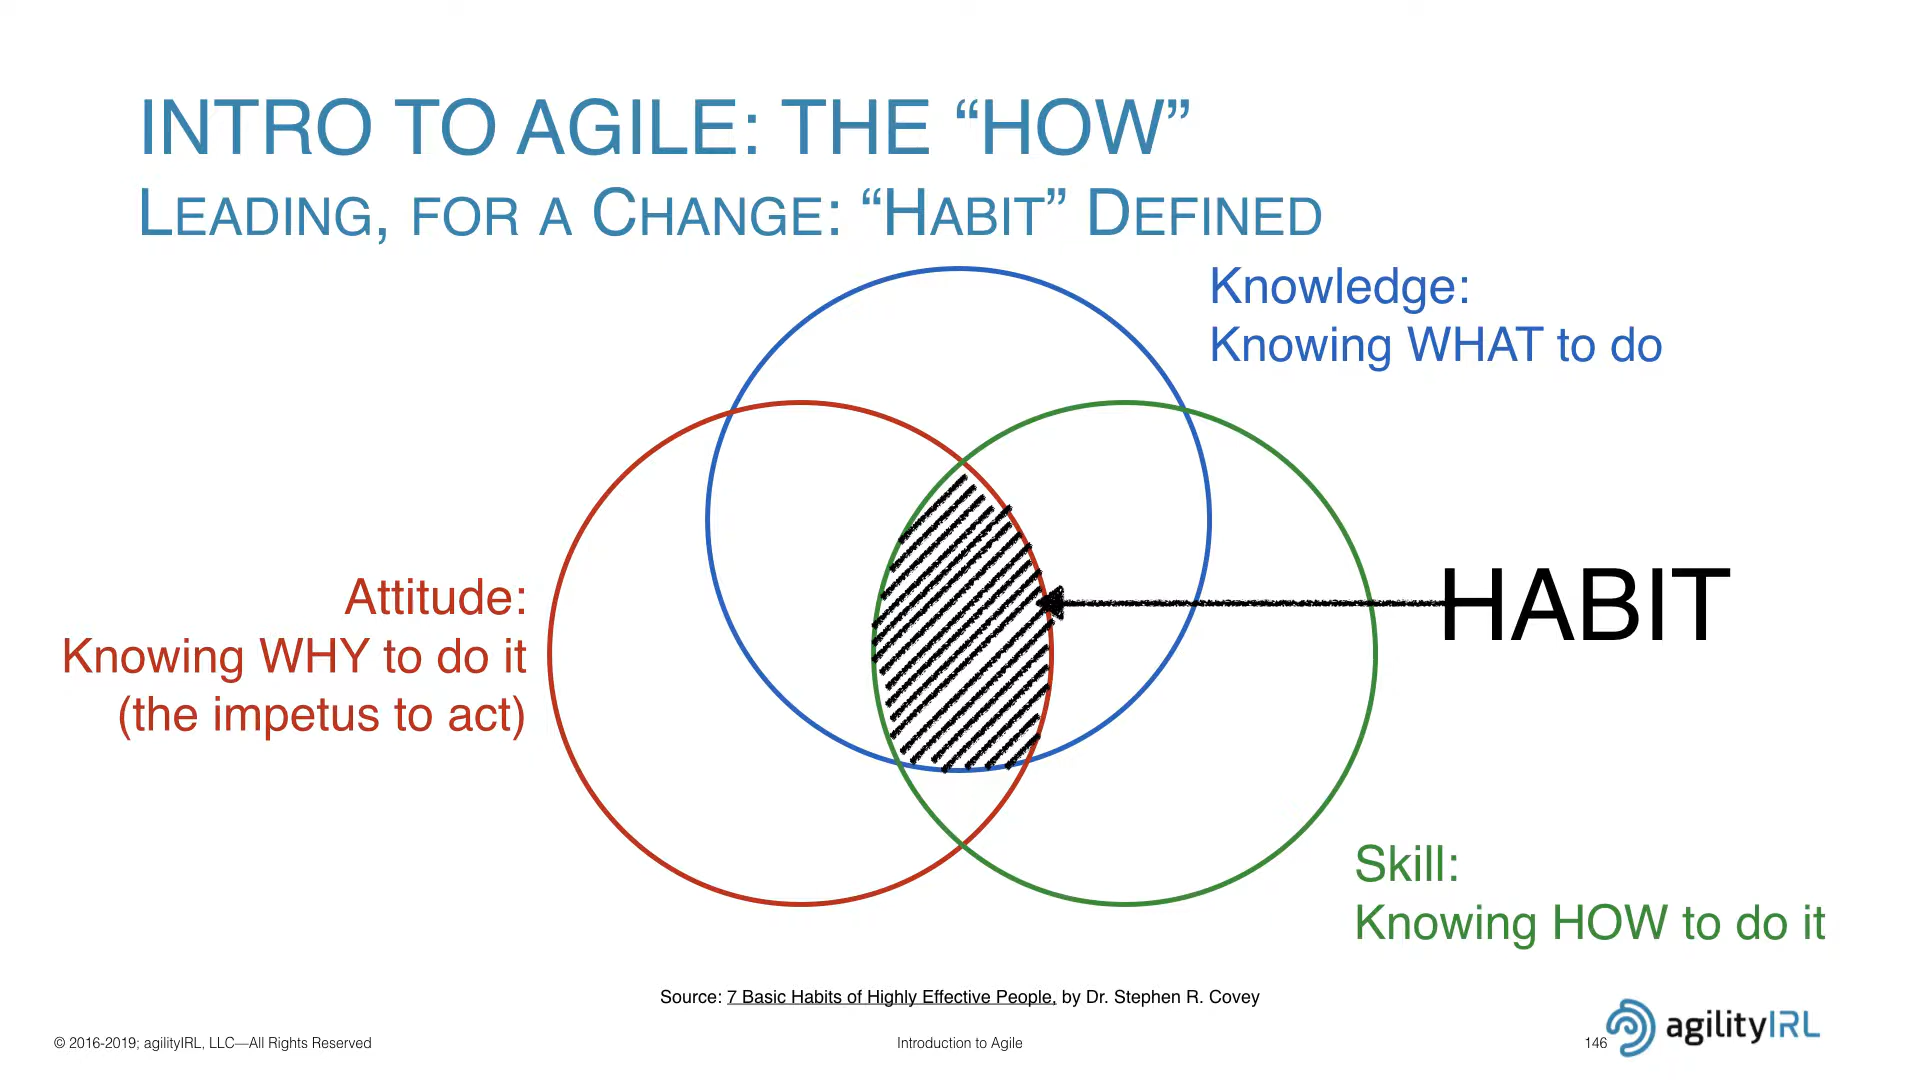 INTRO TO AGILE: THE “HOW”
LEADING, FOR A CHANGE: “HABIT” DEFINED
Knowledge:
Knowing WHAT to do
Attitude:
Knowing WHY to do it
(the impetus to act)
HABIT
Skill:
Knowing HOW to do it
Source: 7 Basic Habits of Highly Effective People, by Dr. Stephen R. Covey
© 2016-2019; agilityIRL, LLC—All Rights Reserved
Introduction to Agile
146
agilityIRL